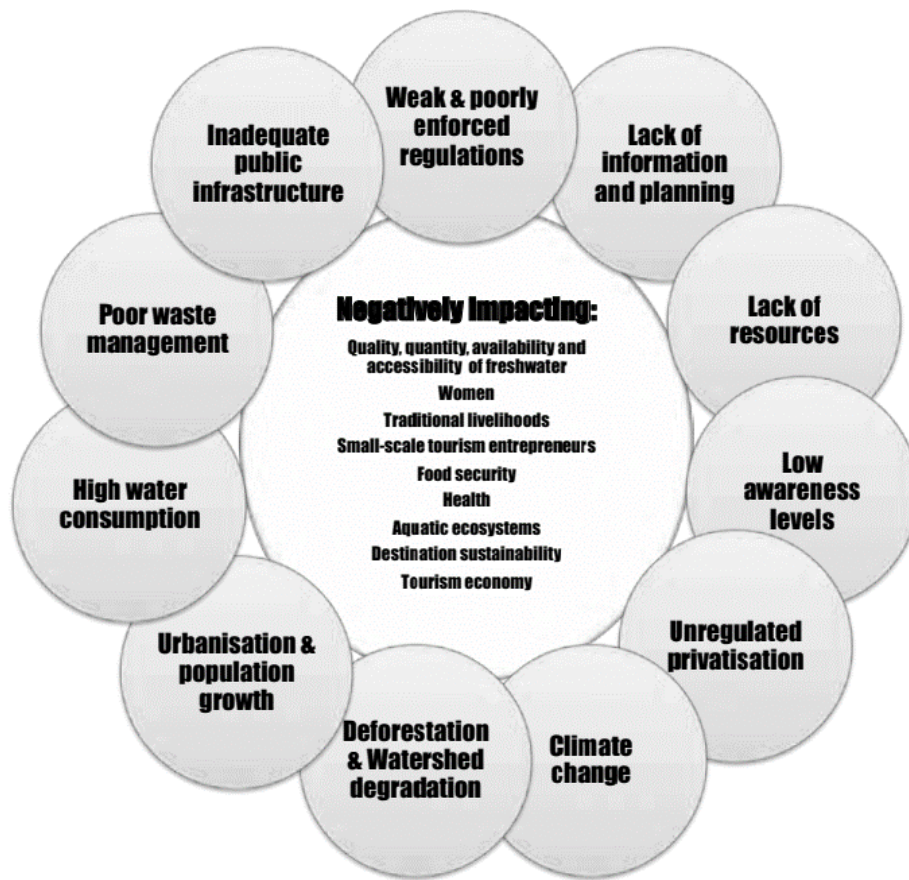 Weak & poorly
enforced
regulations
Lack of
information
and planning
Lack of
resources
Low
awareness
levels
Unregulated
privatisation
Climate
change
Deforestation
& Watershed
degradation
Urbanisation &
population
growth
High water
consumption
Poor waste
management
Inadequate
public
infrastructure
Negatively Impacting:
Quality, quantity, availability and
accessibility of freshwater
Women
Traditional livelihoods
Small-scale tourism entrepreneurs
Food security
Health
Aquatic ecosystems
Destination sustainability
Tourism economy